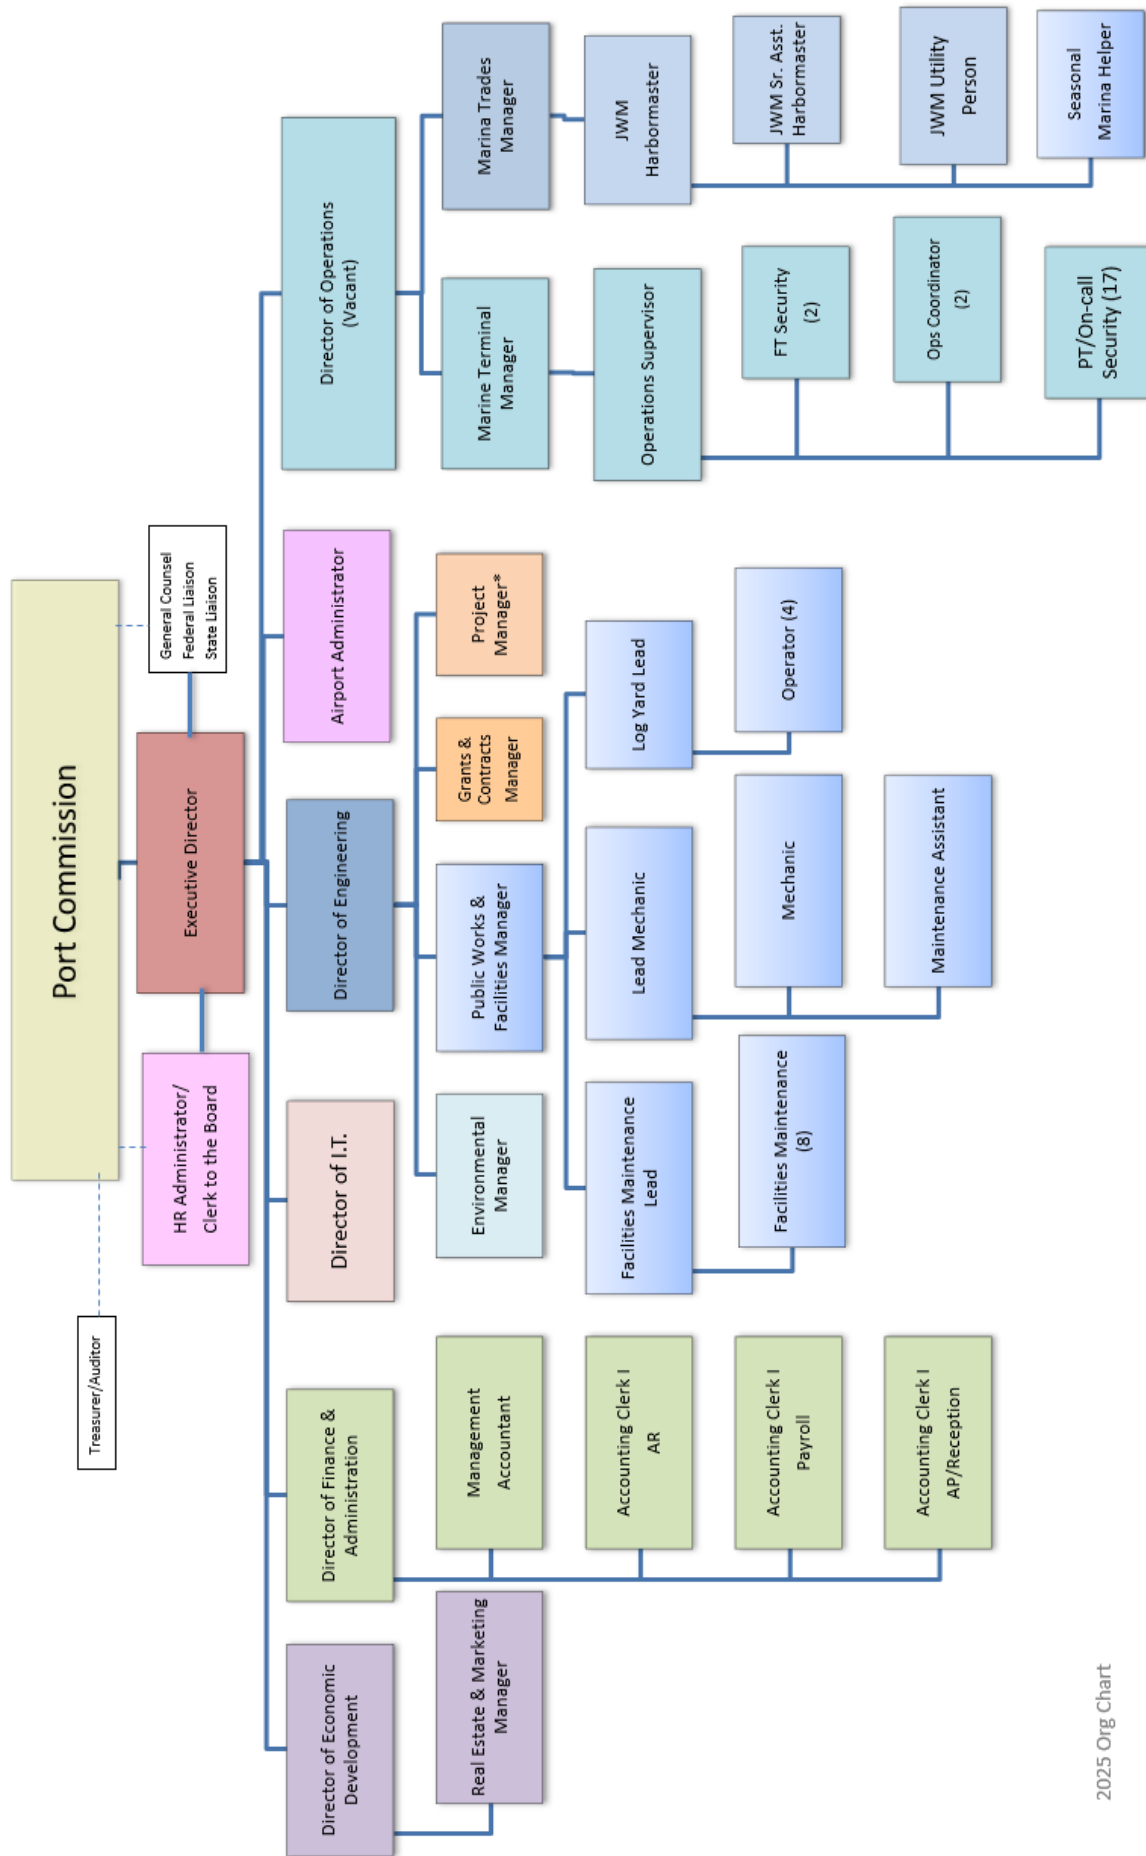 Port Commission
Treasurer/Auditor
HR Administrator/
Clerk to the Board
Executive Director
General Counsel
Federal Liaison
State Liaison
Director of Economic
Development
Director of Finance &
Administration
Director of I.T.
Director of Engineering
Airport Administrator
Director of Operations
(Vacant)
Real Estate & Marketing
Manager
Management
Accountant
Accounting Clerk I
AR
Accounting Clerk I
Payroll
Accounting Clerk I
AP/Reception
Environmental
Manager
Public Works &
Facilities Manager
Grants &
Contracts
Manager
Project
Manager*
Facilities Maintenance
Lead
Lead Mechanic
Log Yard Lead
Facilities Maintenance
(8)
Mechanic
Operator (4)
Maintenance Assistant
Marine Terminal
Manager
Marina Trades
Manager
Operations Supervisor
JWM
Harbormaster
FT Security
(2)
JWM Sr. Asst.
Harbormaster
Ops Coordinator
(2)
JWM Utility
Person
PT/On-call
Security (17)
Seasonal
Marina Helper
2025 Org Chart